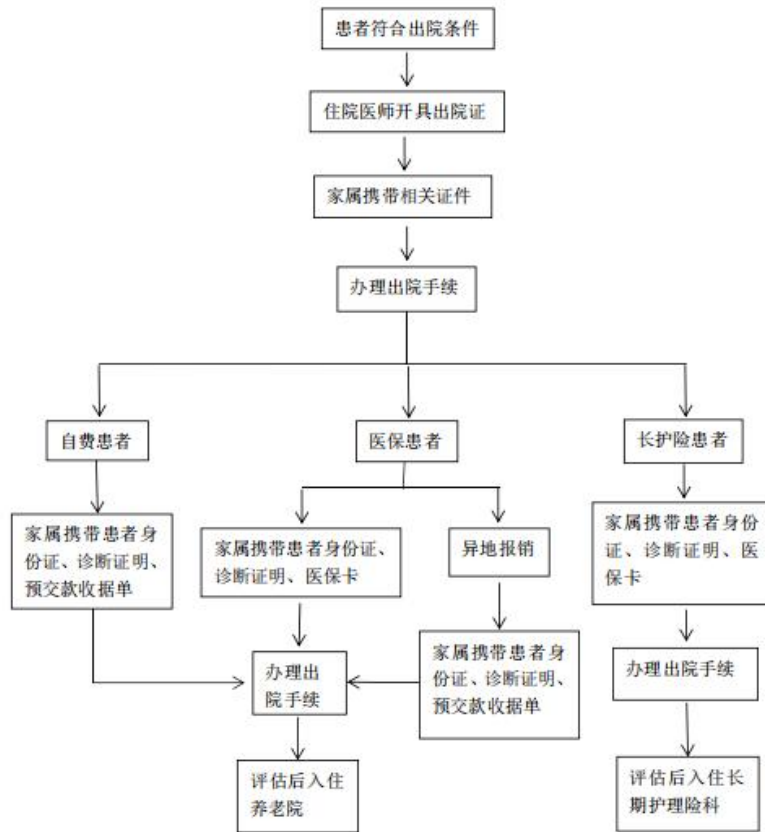 患者符合出院条件
住院医师开具出院证
家属携带相关证件
办理出院手续
自费患者
医保患者
长护险患者
家属携带患者身
份证、诊断证明、
预交款收据单
家属携带患者身份证、
诊断证明、医保卡
异地报销
家属携带患者身份
证、诊断证明、医
保卡
办理出
院手续
家属携带患者身
份证、诊断证明、
预交款收据单
办理出院手续
评估后入住
养老院
评估后入住长
期护理险科